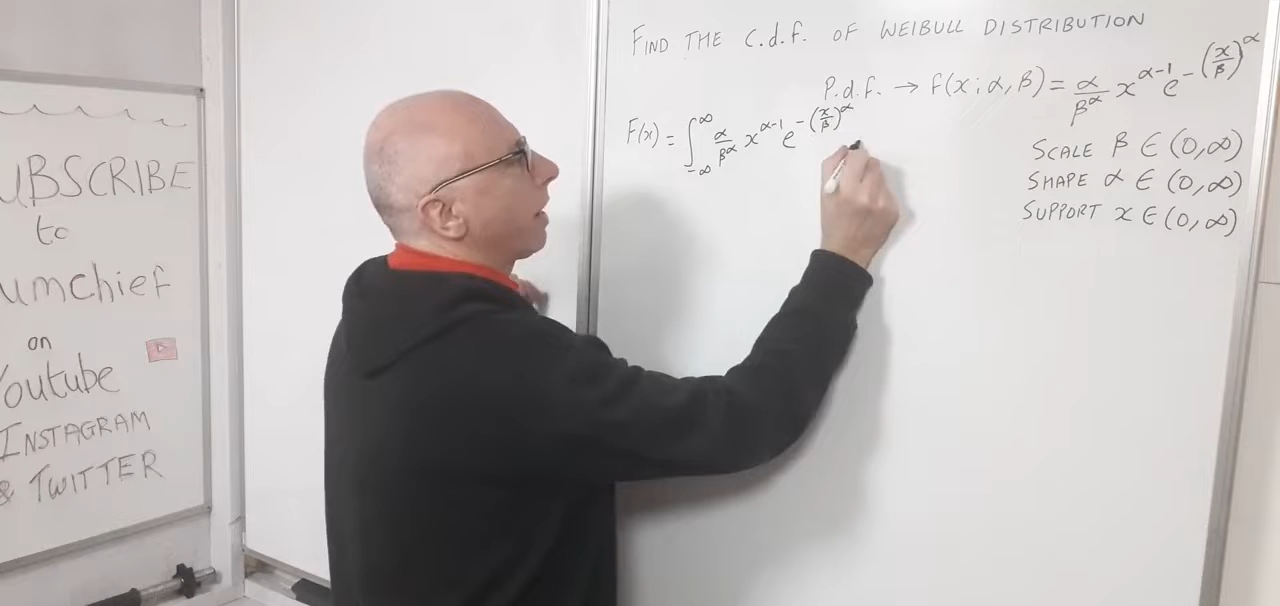 UBSCRIBE
to
umchief
on
Youtube
INSTAGRAM
& TWITTER
FIND THE C.d.f. OF WEIBULL DISTRIBUTION
P.d.f. → f(x; α, β) = α/β^α x^(α-1) e^(-(x/β)^α)
F(x) = ∫_{-∞}^{∞} α/β^α x^(α-1) e^(-(x/β)^α)
SCALE β ∈ (0,∞)
SHAPE α ∈ (0,∞)
SUPPORT x ∈ (0,∞)